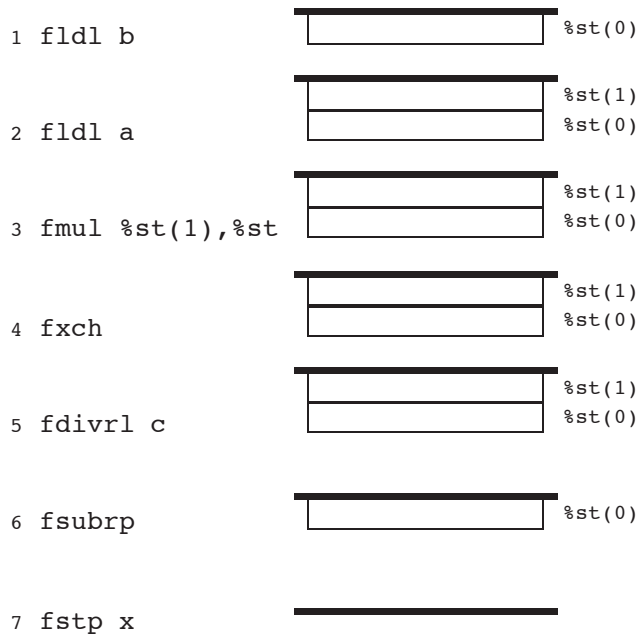 %st(0)
1 fldl b
%st(1)
%st(0)
2 fldl a
%st(1)
%st(0)
3 fmul %st(1),%st
%st(1)
%st(0)
4 fxch
%st(1)
%st(0)
5 fdivrl c
%st(0)
6 fsubrp
7 fstp x